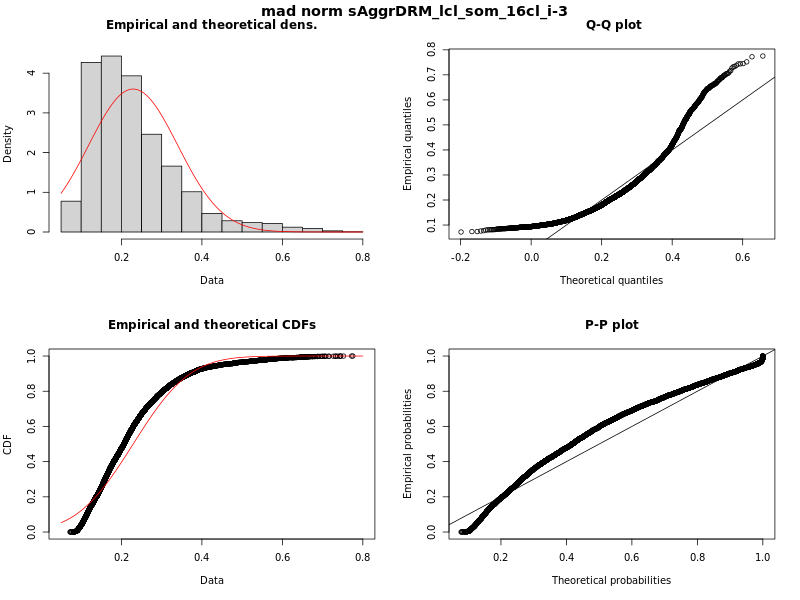 mad norm sAggrDRM_lcl_som_16cl_i-3
Empirical and theoretical dens.
Density
0 1 2 3 4
0.2 0.4 0.6 0.8
Data
Q-Q plot
Empirical quantiles
0.1 0.2 0.3 0.4 0.5 0.6 0.7 0.8
-0.2 0.0 0.2 0.4 0.6
Theoretical quantiles
Empirical and theoretical CDFs
CDF
0.0 0.2 0.4 0.6 0.8 1.0
0.2 0.4 0.6 0.8
Data
P-P plot
Empirical probabilities
0.0 0.2 0.4 0.6 0.8 1.0
0.2 0.4 0.6 0.8 1.0
Theoretical probabilities